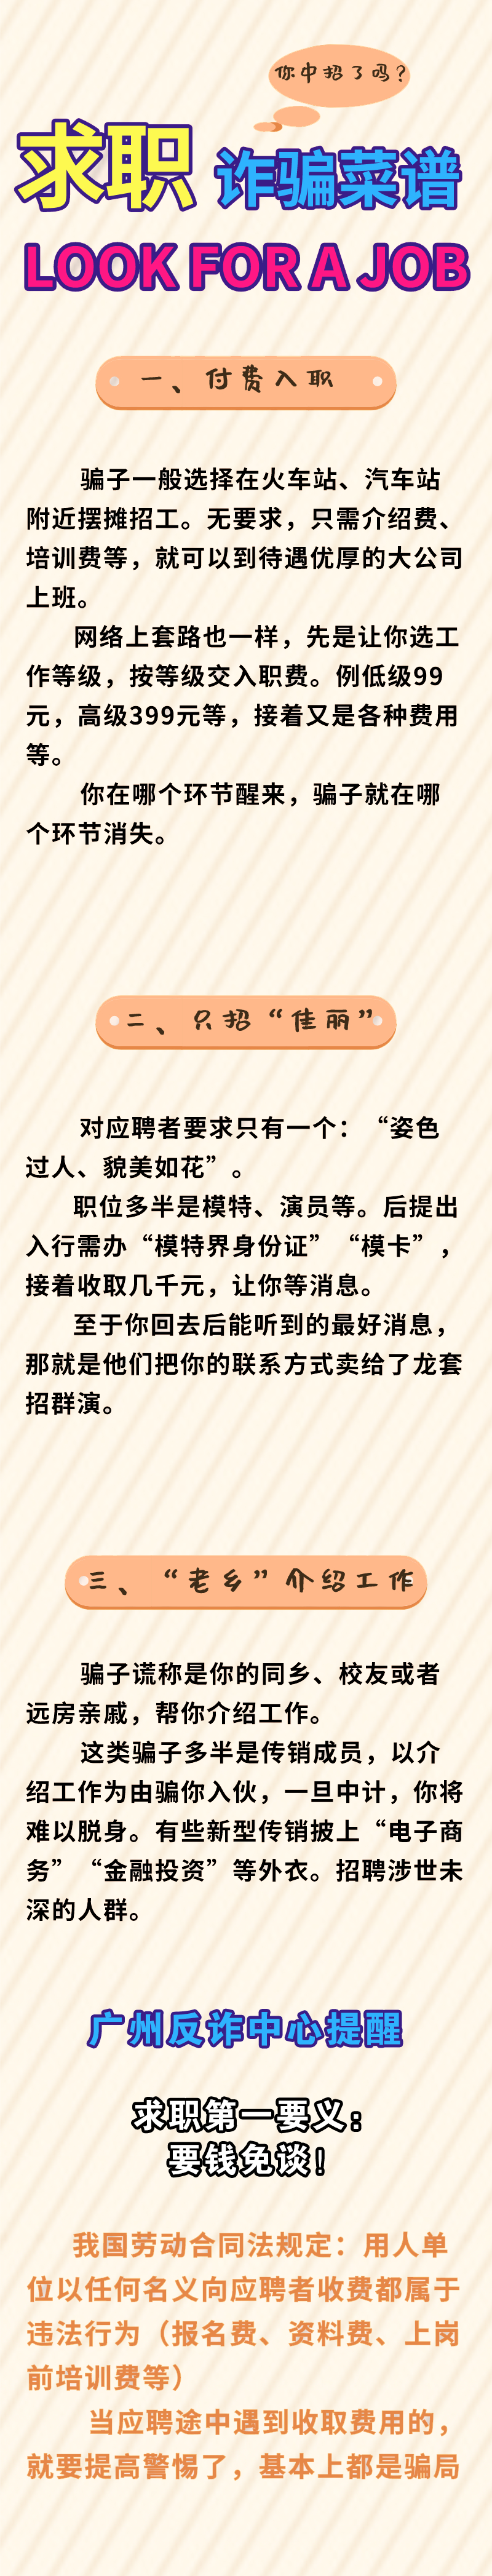 你中招了吗？
求职 诈骗菜谱
LOOK FOR A JOB
一、付费入职
骗子一般选择在火车站、汽车站
附近摆摊招工。无要求，只需介绍费、
培训费等，就可以到待遇优厚的大公司
上班。
网络上套路也一样，先是让你选工
作等级，按等级交入职费。例低级99
元，高级399元等，接着又是各种费用
等。
你在哪个环节醒来，骗子就在哪
个环节消失。
二、只招“佳丽”
对应聘者要求只有一个：“姿色
过人、貌美如花”。
职位多半是模特、演员等。后提出
入行需办“模特界身份证”“模卡”，
接着收取几千元，让你等消息。
至于你回去后能听到的最好消息，
那就是他们把你的联系方式卖给了龙套
招群演。
三、“老乡”介绍工作
骗子谎称是你的同乡、校友或者
远房亲戚，帮你介绍工作。
这类骗子多半是传销成员，以介
绍工作为由骗你入伙，一旦中计，你将
难以脱身。有些新型传销披上“电子商
务”“金融投资”等外衣。招聘涉世未
深的人群。
广州反诈中心提醒
求职第一要义：
要钱免谈！
我国劳动合同法规定：用人单
位以任何名义向应聘者收费都属于
违法行为（报名费、资料费、上岗
前培训费等）
当应聘途中遇到收取费用的，
就要提高警惕了，基本上都是骗局